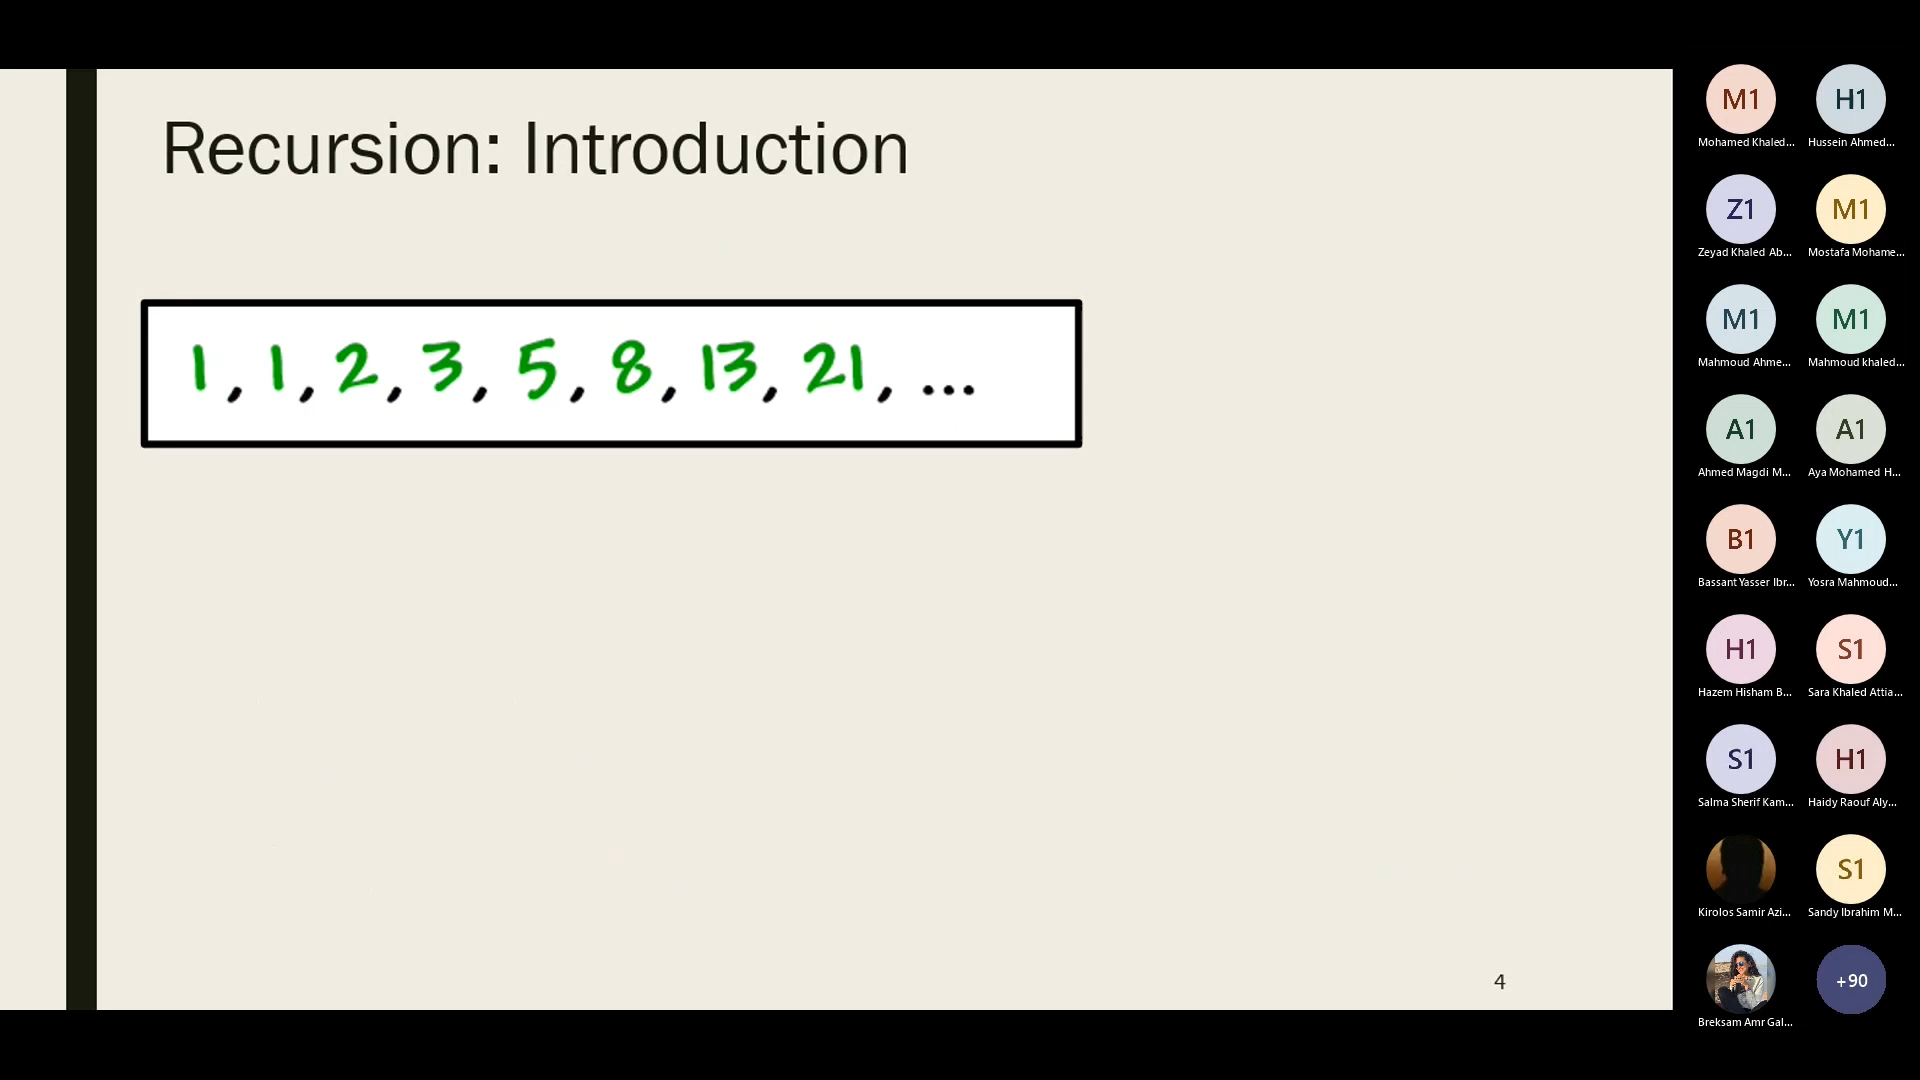 Recursion: Introduction
1, 1, 2, 3, 5, 8, 13, 21, ...
4
M1 H1
Mohamed Khaled... Hussein Ahmed...
Z1 M1
Zeyad Khaled Ab... Mostafa Mohame...
M1 M1
Mahmoud Ahme... Mahmoud khaled...
A1 A1
Ahmed Magdi M... Aya Mohamed H...
B1 Y1
Bassant Yasser Ibr... Yosra Mahmoud...
H1 S1
Hazem Hisham B... Sara Khaled Attia...
S1 H1
Salma Sherif Kam... Haidy Raouf Aly...
S1
Kirolos Samir Azi... Sandy Ibrahim M...
+90
Breksam Amr Gal...